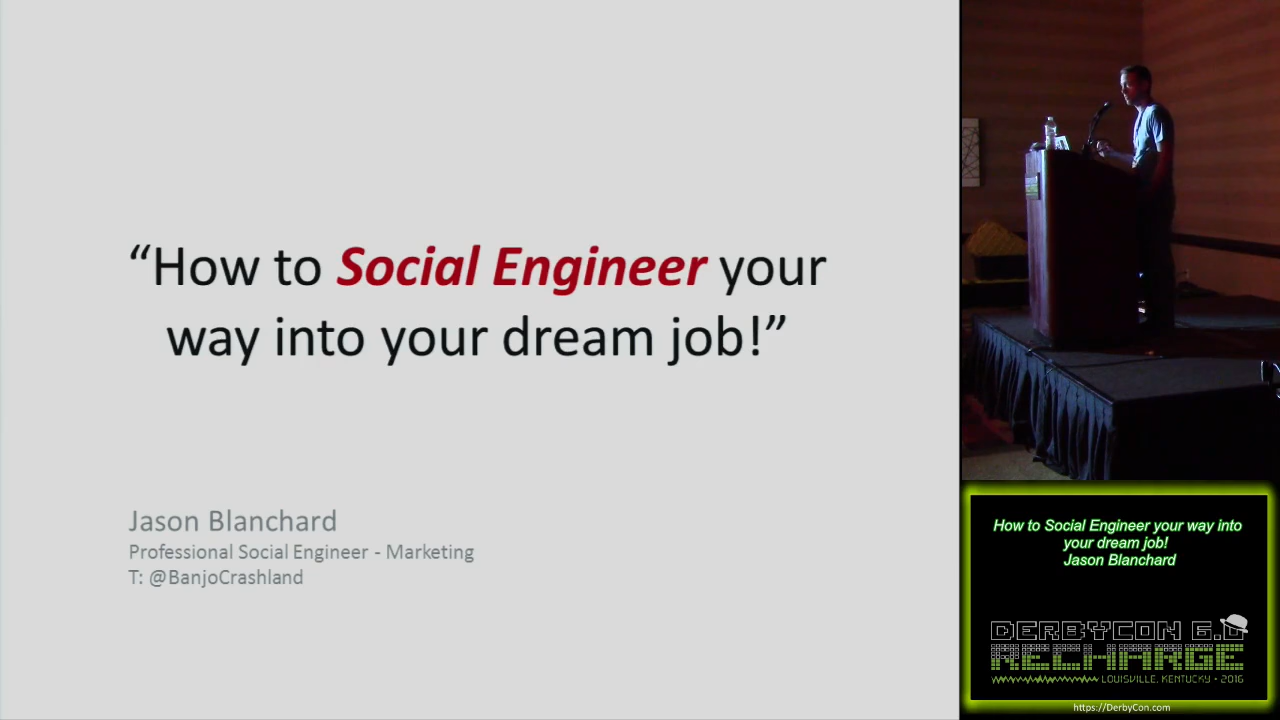 “How to Social Engineer your
way into your dream job!”
Jason Blanchard
Professional Social Engineer - Marketing
T: @BanjoCrashland
How to Social Engineer your way into
your dream job!
Jason Blanchard
DERBYCON 6.0
RECHARGE
LOUISVILLE, KENTUCKY • 2016
https://DerbyCon.com